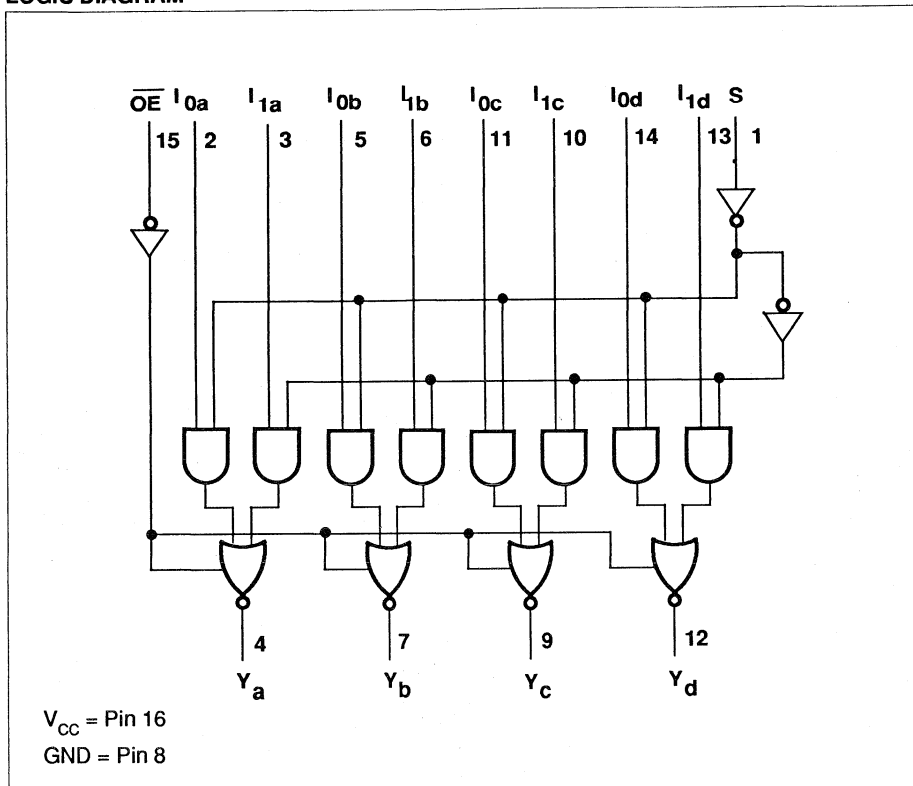 LOGIC DIAGRAM
OE I0a I1a I0b I1b I0c I1c I0d I1d S
15 2 3 5 6 11 10 14 13 1
4 7 9 12
Ya Yb Yc Yd
VCC = Pin 16
GND = Pin 8